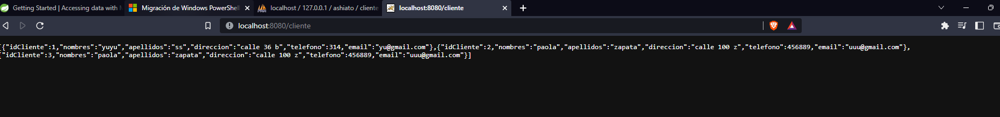 Getting Started | Accessing data with M
Migración de Windows PowerShell
localhost / 127.0.0.1 / ashiato / cliente
localhost:8080/cliente
localhost:8080/cliente
[{"idCliente":1,"nombres":"yuyu","apellidos":"ss","direccion":"calle 36 b","telefono":314,"email":"yu@gmail.com"},{"idCliente":2,"nombres":"paola","apellidos":"zapata","direccion":"calle 100 z","telefono":456889,"email":"uuu@gmail.com"},
{"idCliente":3,"nombres":"paola","apellidos":"zapata","direccion":"calle 100 z","telefono":456889,"email":"uuu@gmail.com"}]